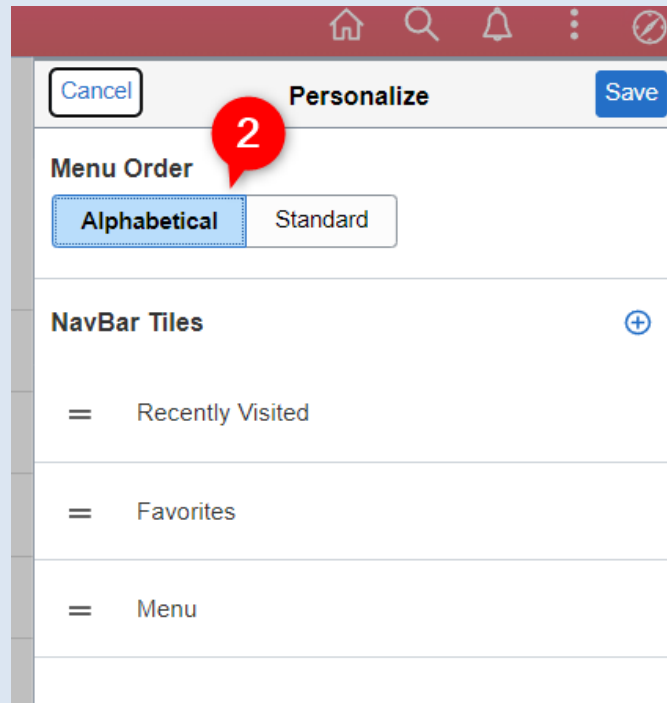 Cancel
Personalize
Save
2
Menu Order
Alphabetical
Standard
NavBar Tiles
Recently Visited
Favorites
Menu